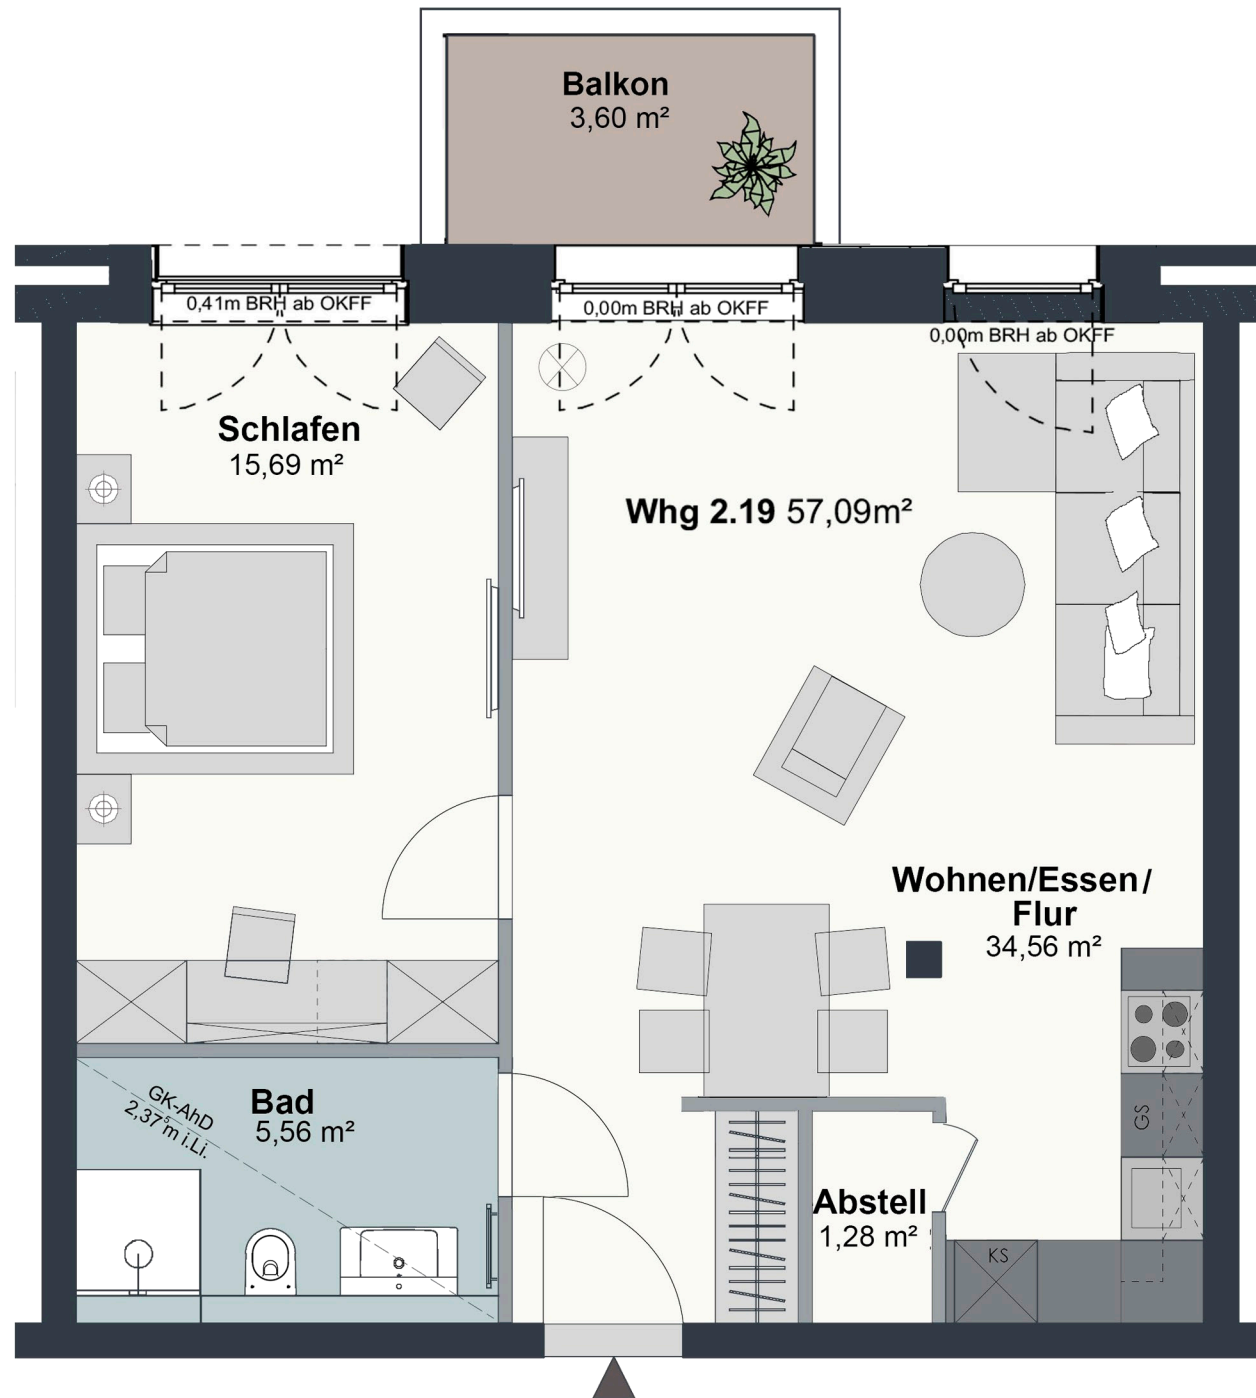 Balkon
3,60 m²
0,41m BRH ab OKFF
0,00m BRH ab OKFF
0,00m BRH ab OKFF
Schlafen
15,69 m²
Whg 2.19 57,09m²
Wohnen/Essen/
Flur
34,56 m²
GK-AhD
2,37⁵m i.Li.
Bad
5,56 m²
GS
Abstell
1,28 m²
KS